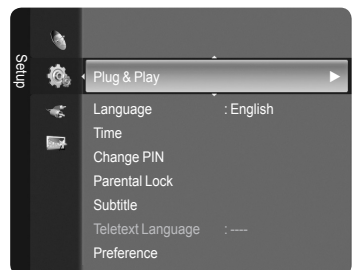 Setup
Plug & Play
Language : English
Time
Change PIN
Parental Lock
Subtitle
Teletext Language : ----
Preference